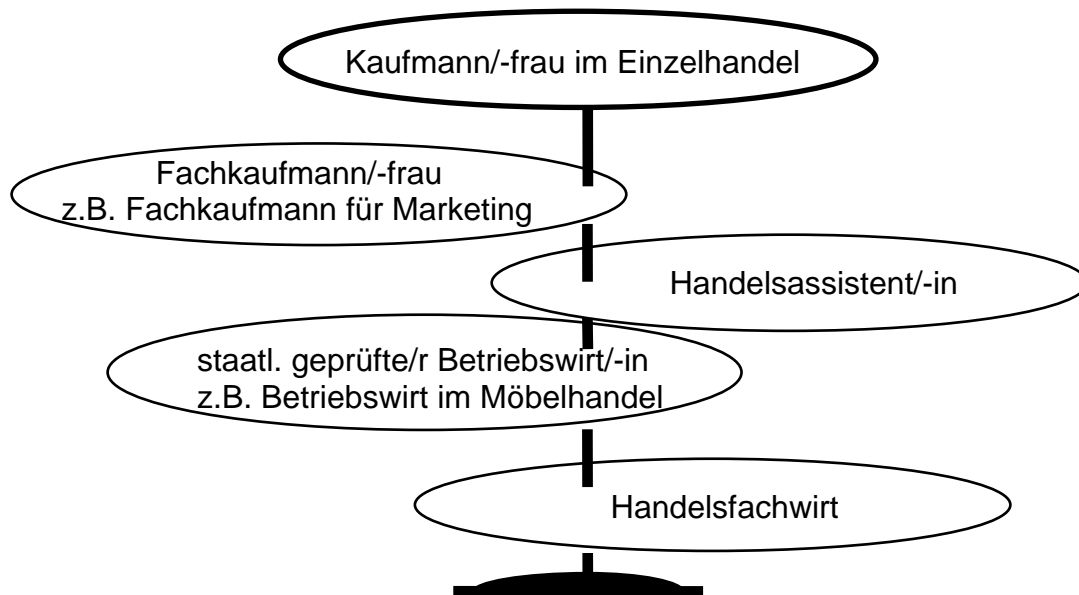 Kaufmann/-frau im Einzelhandel
Fachkaufmann/-frau
z.B. Fachkaufmann für Marketing
Handelsassistent/-in
staatl. geprüfte/r Betriebswirt/-in
z.B. Betriebswirt im Möbelhandel
Handelsfachwirt